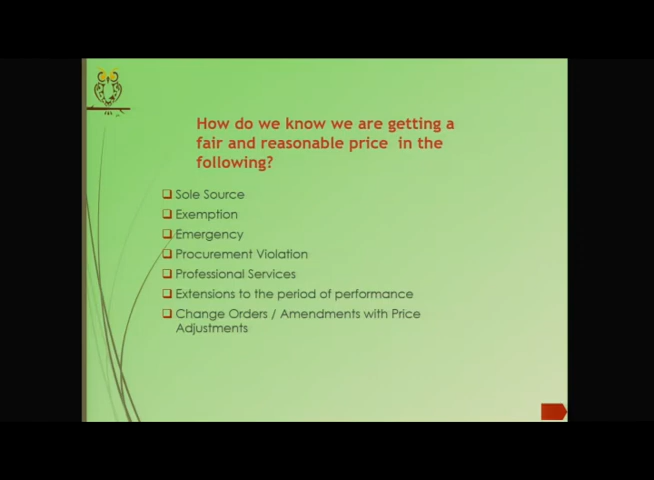 How do we know we are getting a
fair and reasonable price in the
following?
Sole Source
Exemption
Emergency
Procurement Violation
Professional Services
Extensions to the period of performance
Change Orders / Amendments with Price
Adjustments